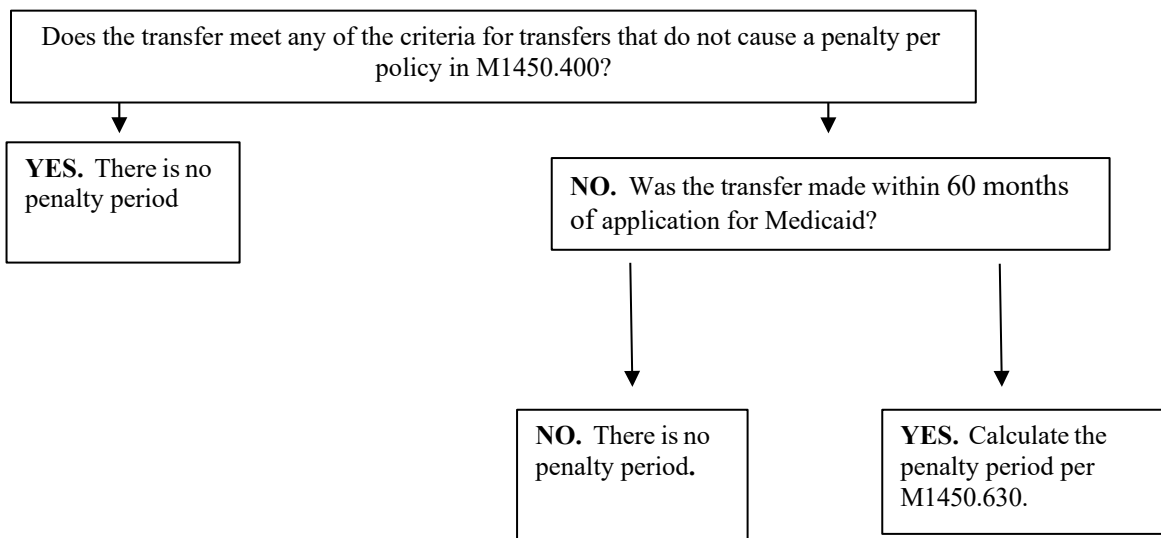 Does the transfer meet any of the criteria for transfers that do not cause a penalty per
policy in M1450.400?
YES. There is no
penalty period
NO. Was the transfer made within 60 months
of application for Medicaid?
NO. There is no
penalty period.
YES. Calculate the
penalty period per
M1450.630.